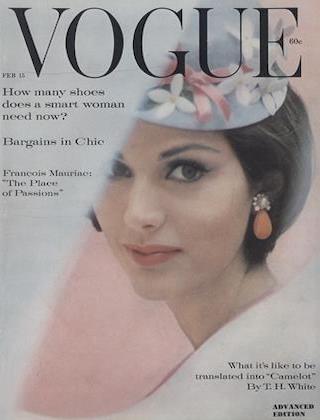 VOGUE
60c
FEB 15
How many shoes
does a smart woman
need now?
Bargains in Chic
Francois Mauriac:
"The Place
of Passions"
What it's like to be
translated into "Camelot"
By T. H. White
ADVANCED
EDITION